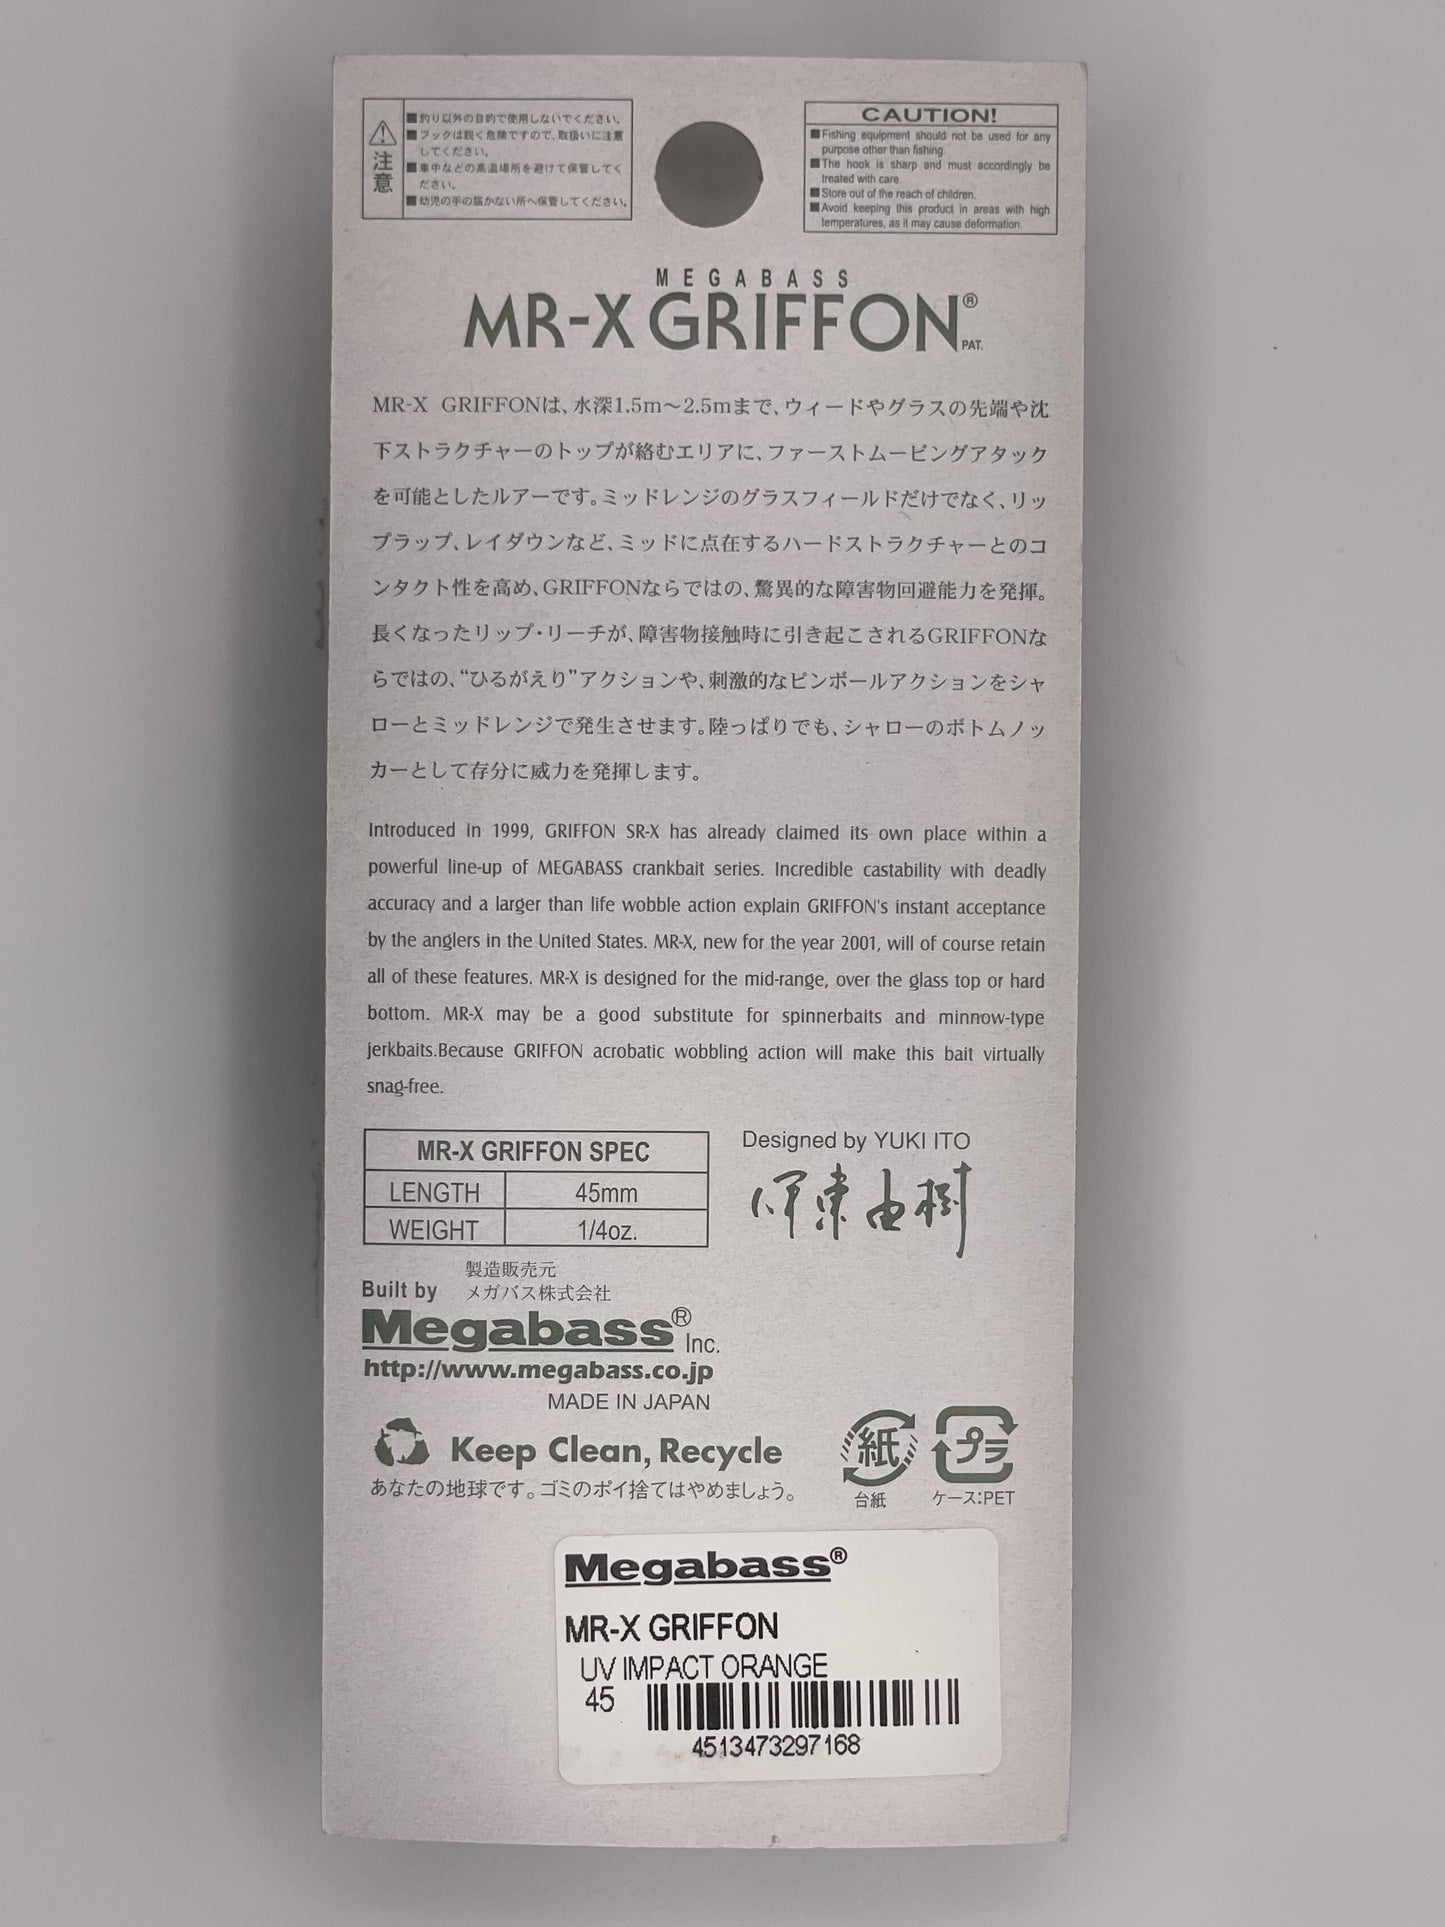 注意
■釣り以外の目的で使用しないでください。
■フックは鋭く危険ですので、取扱いに注意
してください。
■車中などの高温場所を避けて保管してく
ださい。
■幼児の手の届かない所へ保管してください。
CAUTION!
■Fishing equipment should not be used for any
purpose other than fishing.
■The hook is sharp and must accordingly be
treated with care.
■Store out of the reach of children.
■Avoid keeping this product in areas with high
temperatures, as it may cause deformation.
MEGABASS
MR-X GRIFFON®
PAT.
MR-X GRIFFONは、水深1.5m〜2.5mまで、ウィードやグラスの先端や沈
下ストラクチャーのトップが絡むエリアに、ファーストムービングアタック
を可能としたルアーです。ミッドレンジのグラスフィールドだけでなく、リッ
プラップ、レイダウンなど、ミッドに点在するハードストラクチャーとのコ
ンタクト性を高め、GRIFFONならではの、驚異的な障害物回避能力を発揮。
長くなったリップ・リーチが、障害物接触時に引き起こされるGRIFFONな
らではの、“ひるがえり”アクションや、刺激的なピンボールアクションをシャ
ローとミッドレンジで発生させます。陸っぱりでも、シャローのボトムノッ
カーとして存分に威力を発揮します。
Introduced in 1999, GRIFFON SR-X has already claimed its own place within a
powerful line-up of MEGABASS crankbait series. Incredible castability with deadly
accuracy and a larger than life wobble action explain GRIFFON's instant acceptance
by the anglers in the United States. MR-X, new for the year 2001, will of course retain
all of these features. MR-X is designed for the mid-range, over the glass top or hard
bottom. MR-X may be a good substitute for spinnerbaits and minnow-type
jerkbaits.Because GRIFFON acrobatic wobbling action will make this bait virtually
snag-free.
MR-X GRIFFON SPEC
LENGTH 45mm
WEIGHT 1/4oz.
Designed by YUKI ITO
伊東由樹
製造販売元
Built by メガバス株式会社
Megabass® Inc.
http://www.megabass.co.jp
MADE IN JAPAN
Keep Clean, Recycle
あなたの地球です。ゴミのポイ捨てはやめましょう。
紙
台紙
プラ
ケース:PET
Megabass®
MR-X GRIFFON
UV IMPACT ORANGE
45
4513473297168